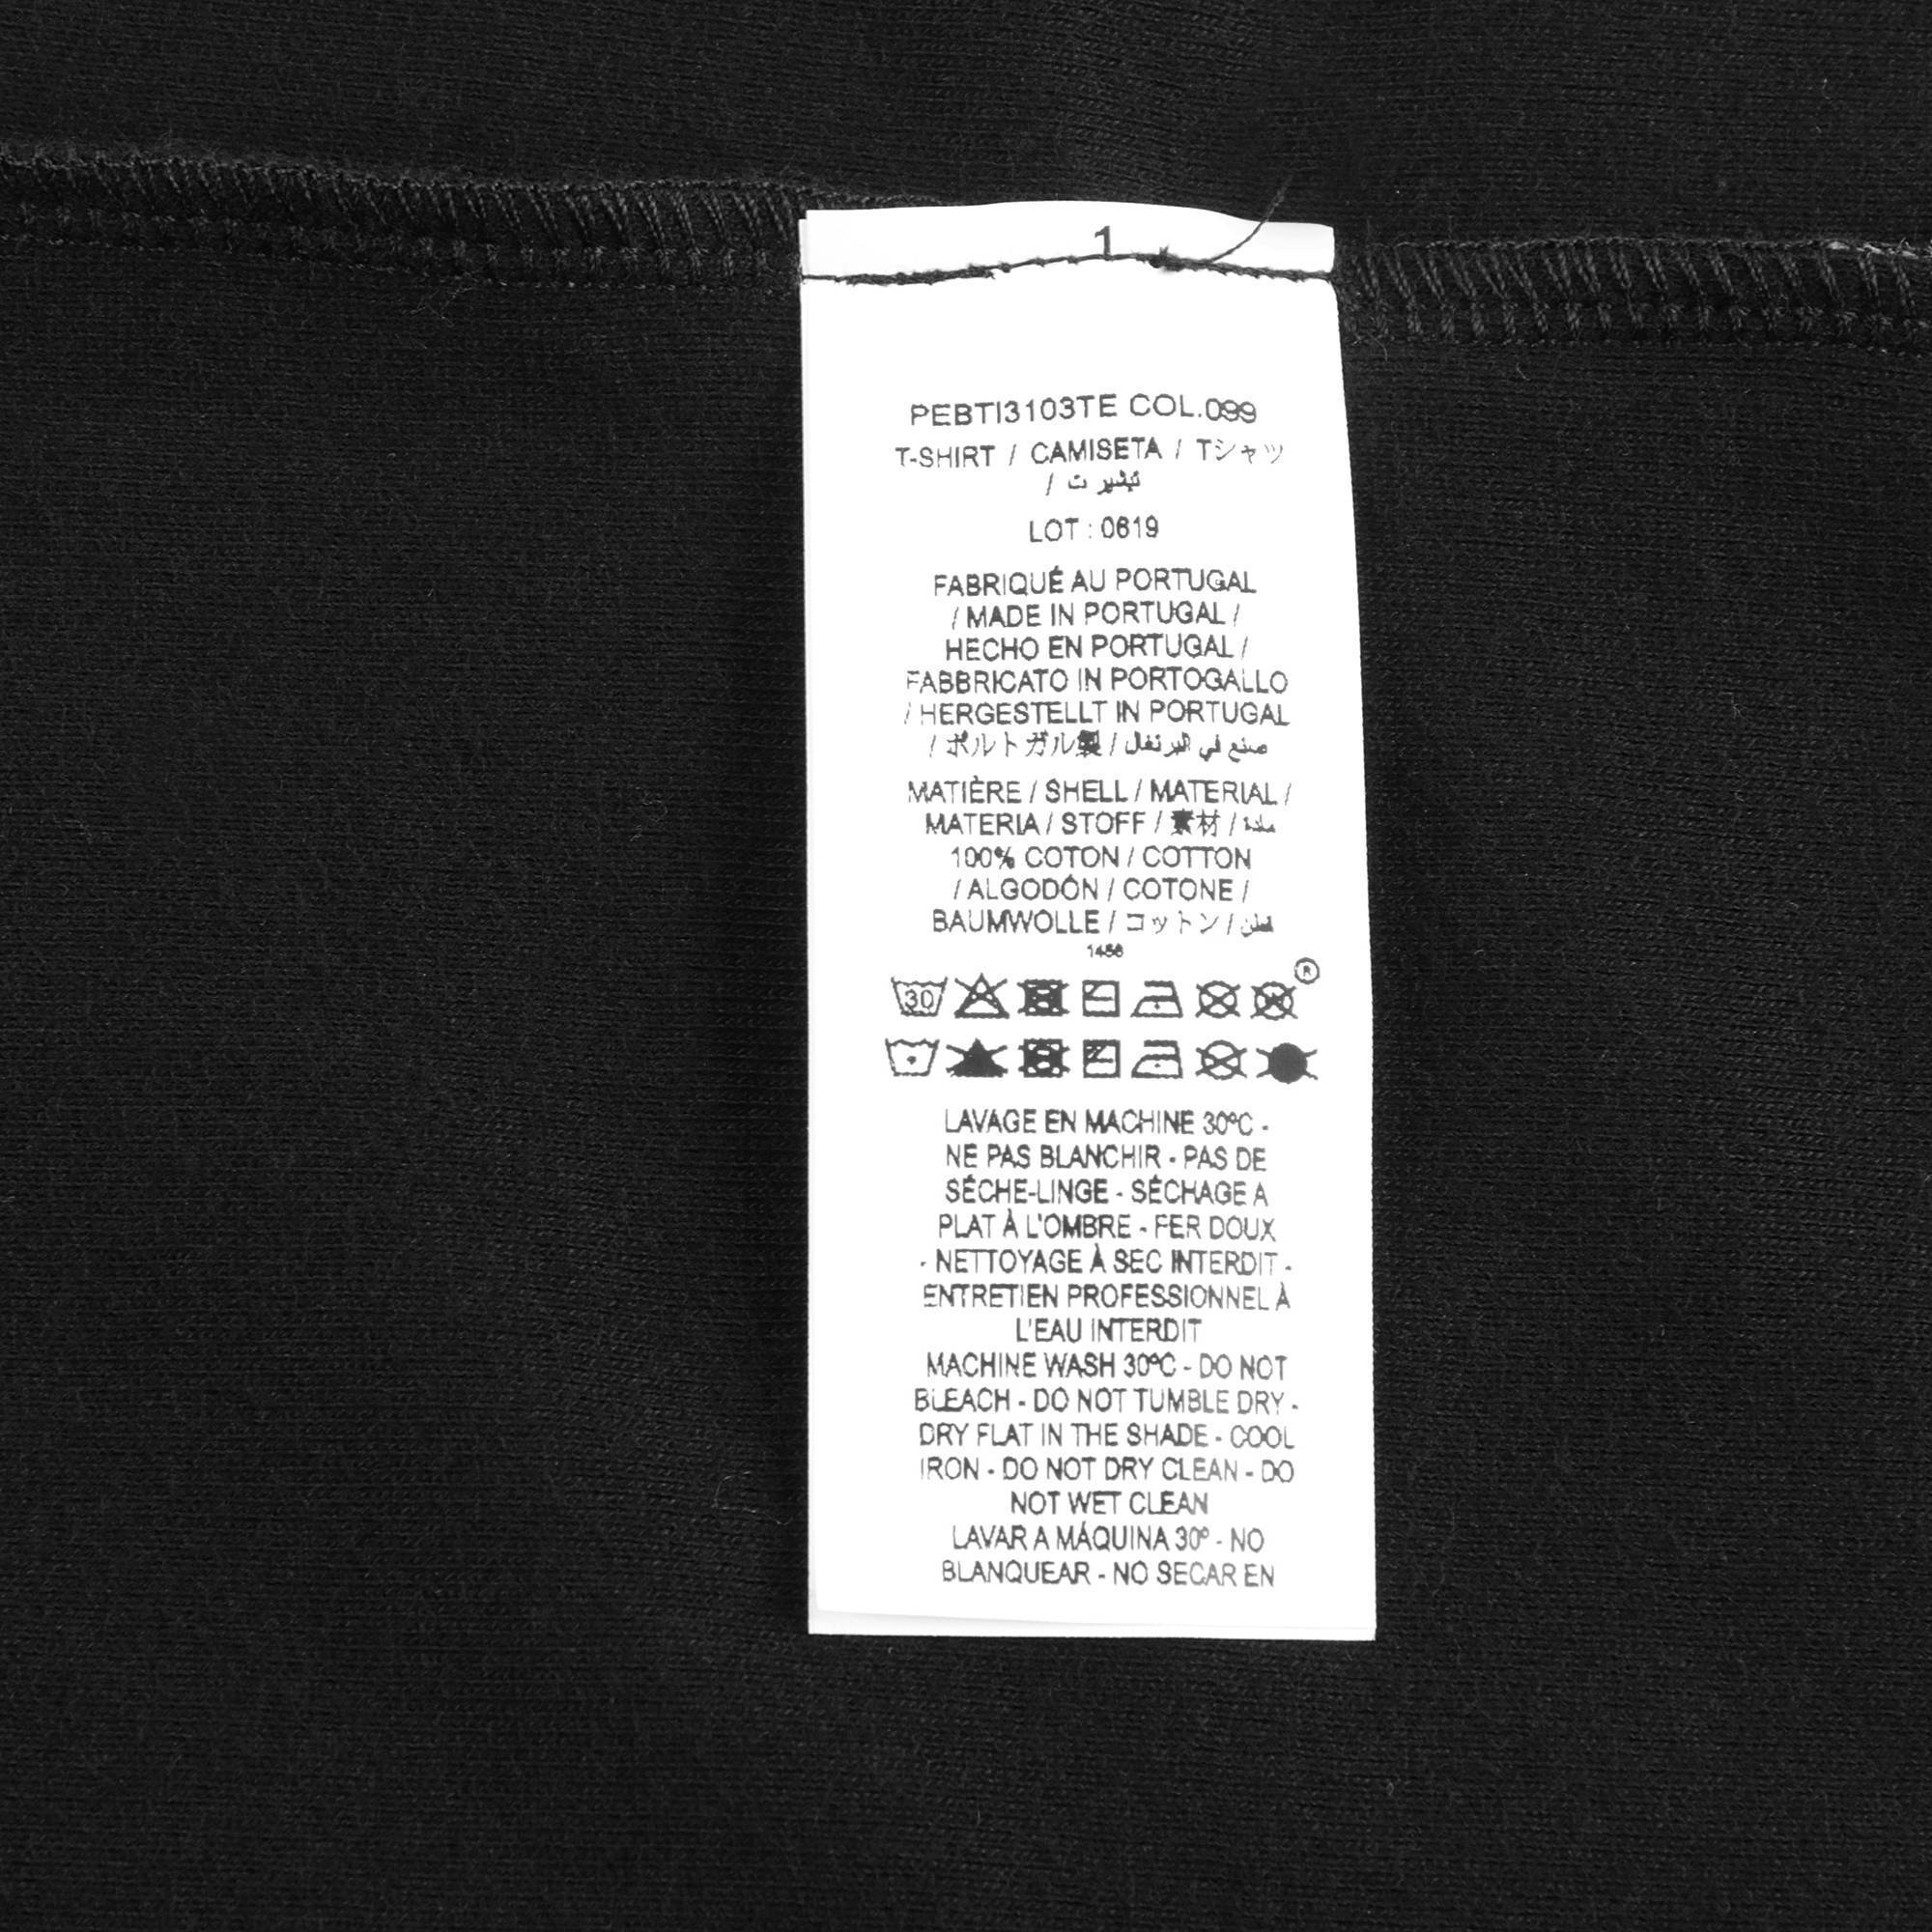 1
PEBTI3103TE COL.099
T-SHIRT / CAMISETA / Tシャツ
/ تيشيرت
LOT : 0619
FABRIQUÉ AU PORTUGAL
/ MADE IN PORTUGAL /
HECHO EN PORTUGAL /
FABBRICATO IN PORTOGALLO
/ HERGESTELLT IN PORTUGAL
/ ポルトガル製 / صنع في البرتغال
MATIÈRE / SHELL / MATERIAL /
MATERIA / STOFF / 素材 / مادة
100% COTON / COTTON
/ ALGODÓN / COTONE /
BAUMWOLLE / コットン / قطن
1456
30 ®
LAVAGE EN MACHINE 30ºC -
NE PAS BLANCHIR - PAS DE
SÉCHE-LINGE - SÉCHAGE A
PLAT À L'OMBRE - FER DOUX
- NETTOYAGE À SEC INTERDIT -
ENTRETIEN PROFESSIONNEL À
L'EAU INTERDIT
MACHINE WASH 30ºC - DO NOT
BLEACH - DO NOT TUMBLE DRY -
DRY FLAT IN THE SHADE - COOL
IRON - DO NOT DRY CLEAN - DO
NOT WET CLEAN
LAVAR A MÁQUINA 30º - NO
BLANQUEAR - NO SECAR EN